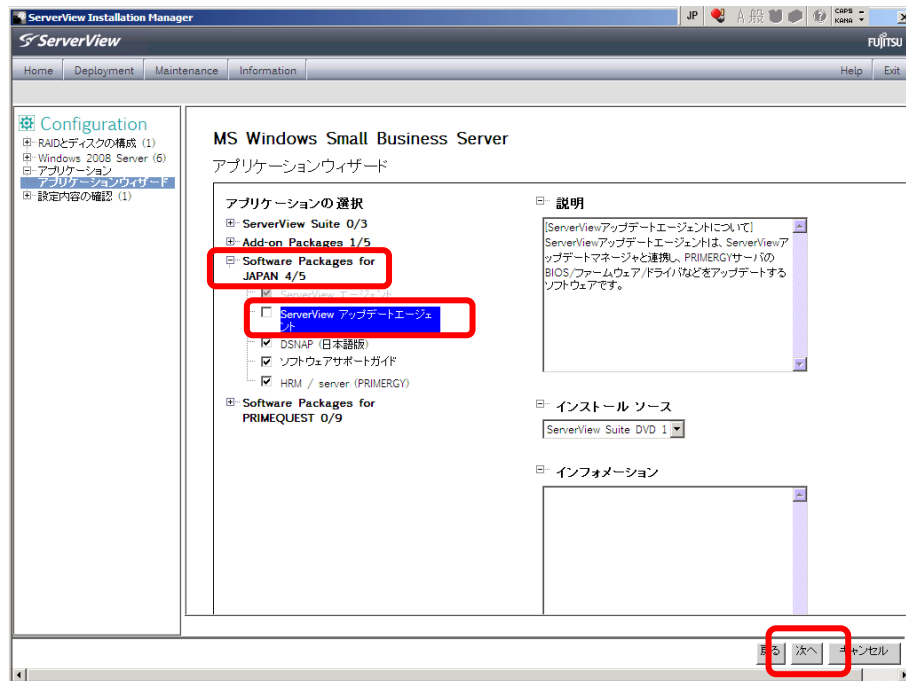 ServerView Installation Manager
JP A 般 CAPS KANA
ServerView
FUJITSU
Home Deployment Maintenance Information Help Exit
Configuration
RAIDとディスクの構成 (1)
Windows 2008 Server (6)
アプリケーション
アプリケーションウィザード
設定内容の確認 (1)
MS Windows Small Business Server
アプリケーションウィザード
アプリケーションの選択
ServerView Suite 0/3
Add-on Packages 1/5
Software Packages for
JAPAN 4/5
ServerView エージェント
ServerView アップデートエージェ
ント
DSNAP (日本語版)
ソフトウェアサポートガイド
HRM / server (PRIMERGY)
Software Packages for
PRIMEQUEST 0/9
説明
[ServerViewアップデートエージェントについて]
ServerViewアップデートエージェントは、ServerViewア
ップデートマネージャと連携し、PRIMERGYサーバの
BIOS/ファームウェア/ドライバなどをアップデートする
ソフトウェアです。
インストール ソース
ServerView Suite DVD 1
インフォメーション
戻る 次へ キャンセル